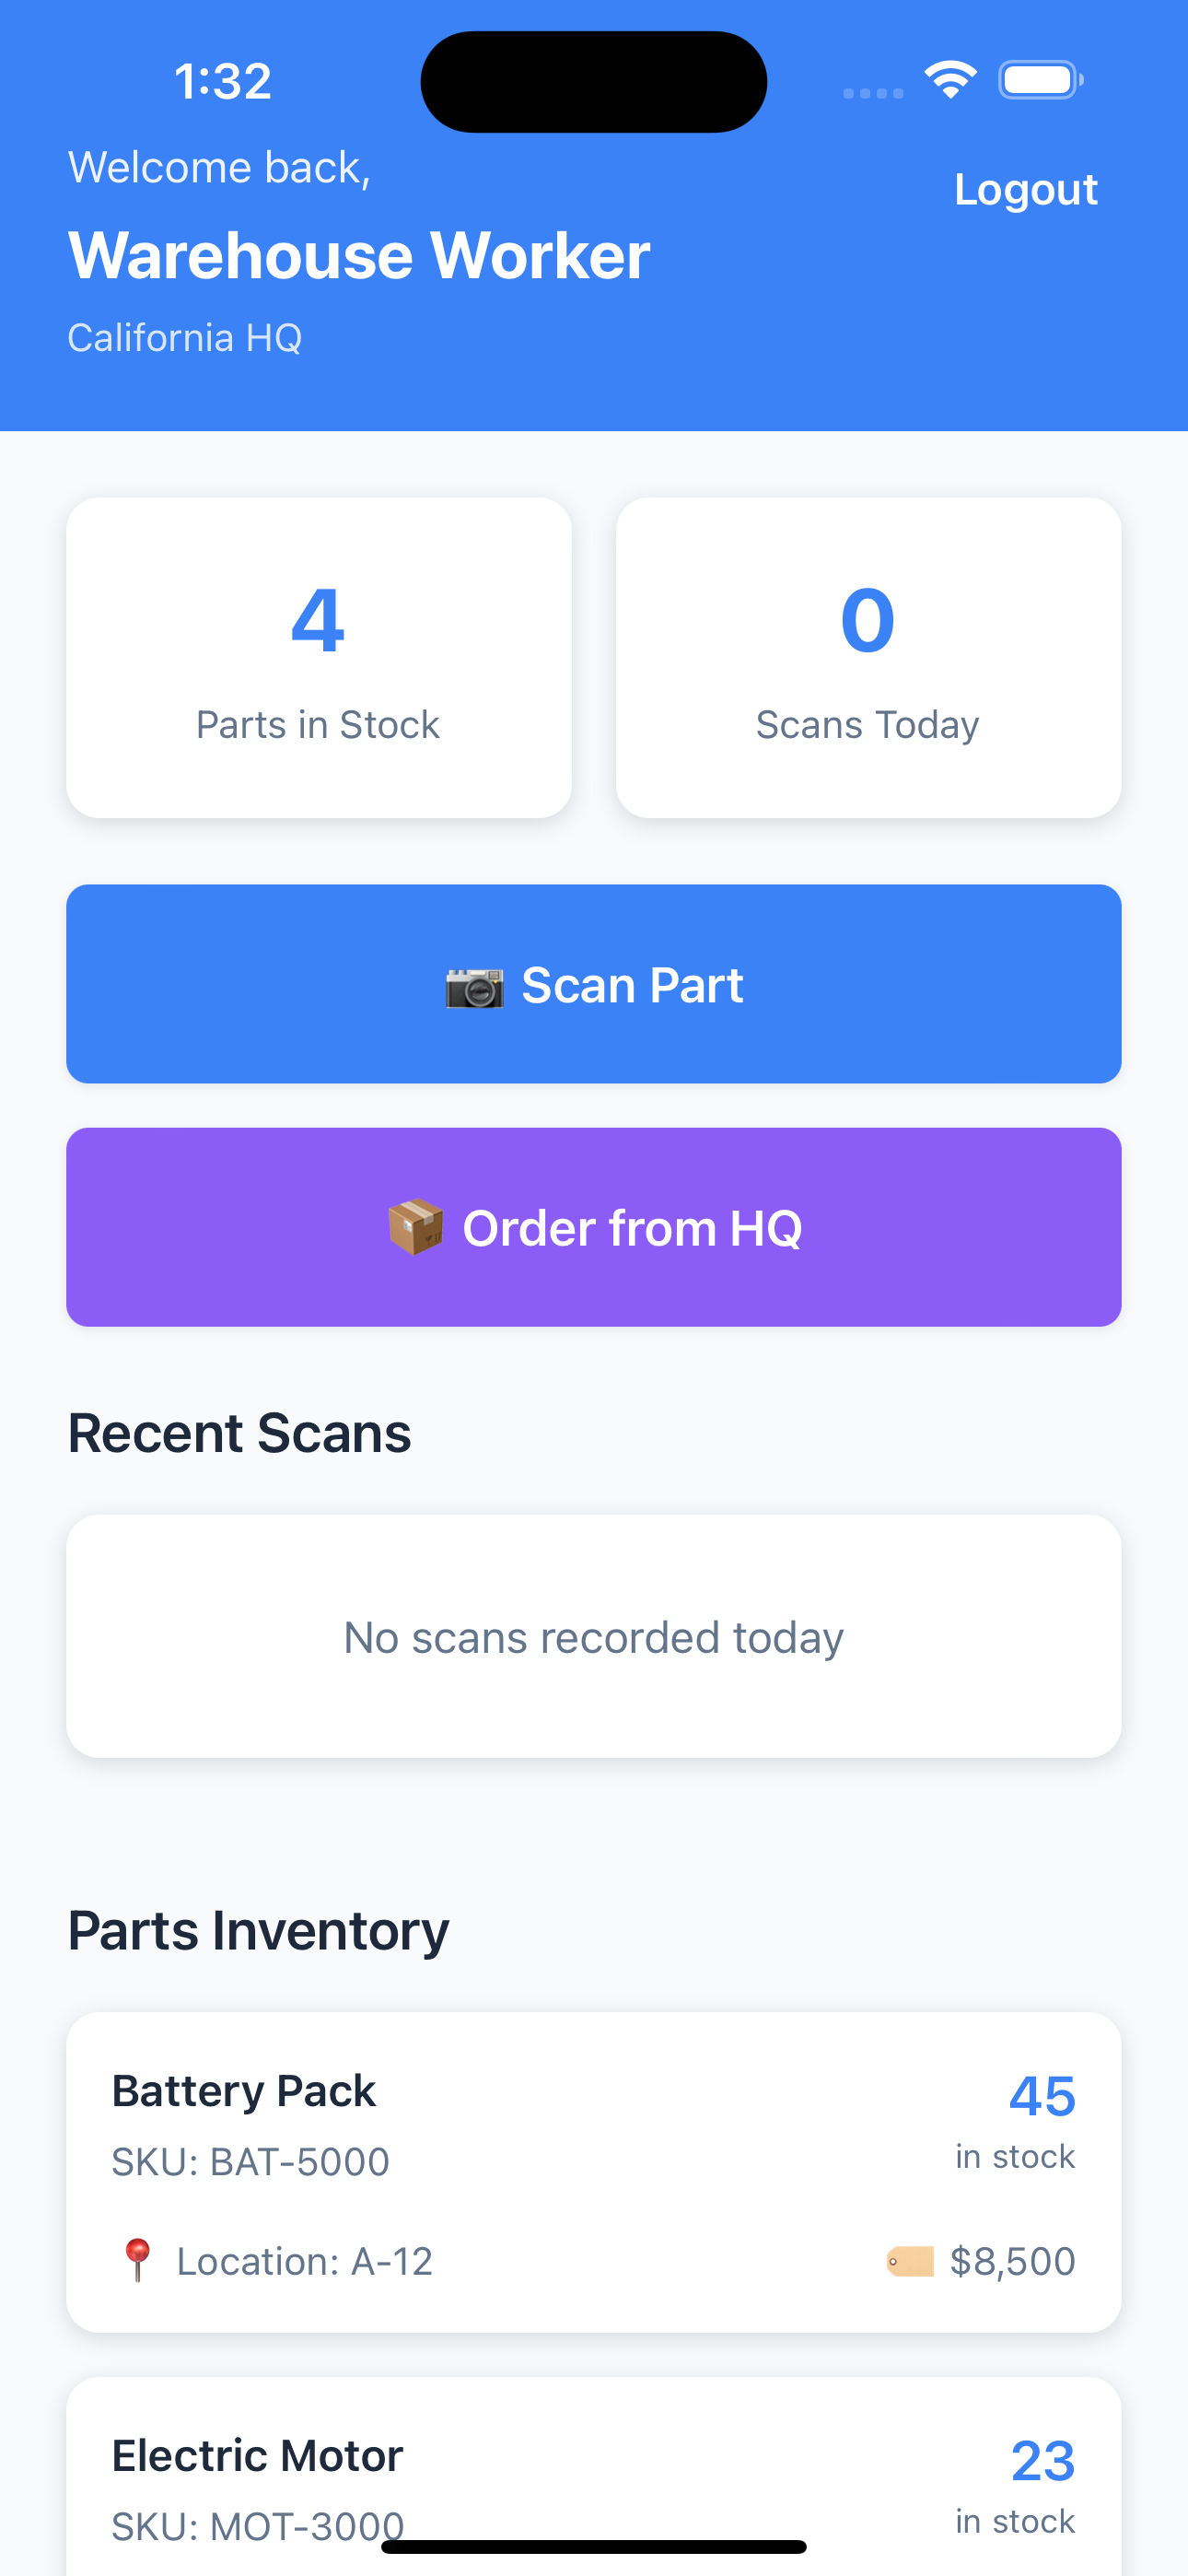 1:32
Welcome back,
Logout
Warehouse Worker
California HQ
4
Parts in Stock
0
Scans Today
Scan Part
Order from HQ
Recent Scans
No scans recorded today
Parts Inventory
Battery Pack
45
SKU: BAT-5000
in stock
Location: A-12
$8,500
Electric Motor
23
SKU: MOT-3000
in stock